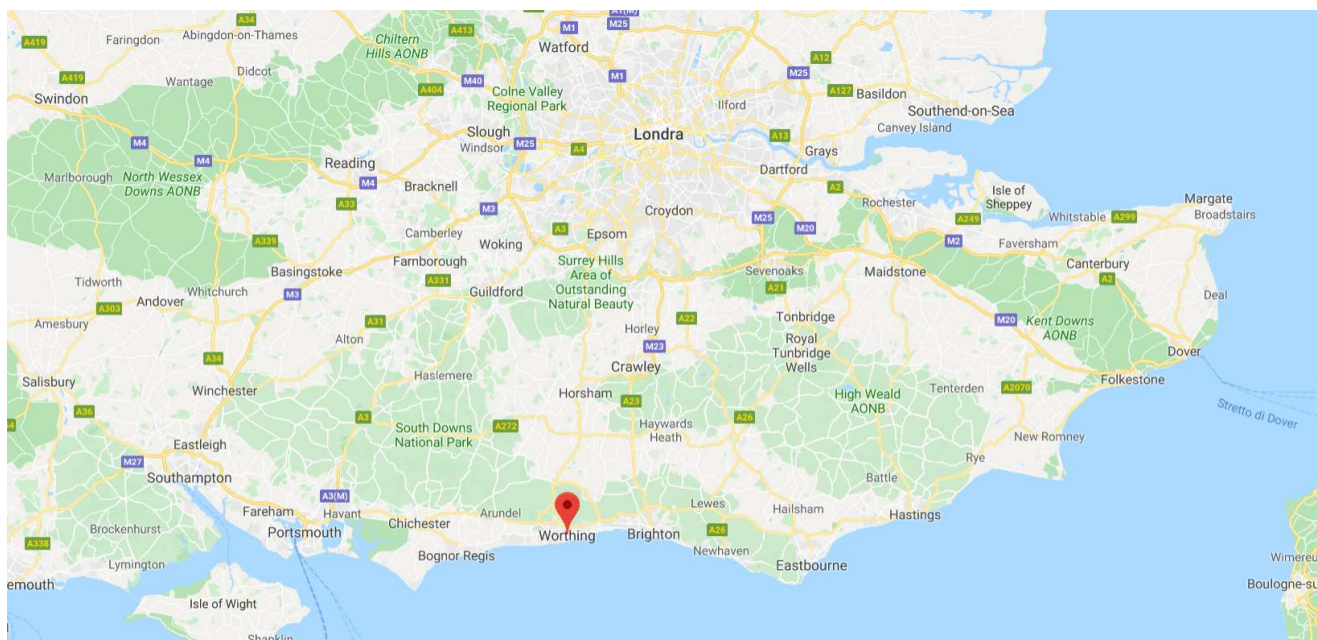 A34
A413
A1(M)
M25
A419
Faringdon
Abingdon-on-Thames
M1
Watford
Chiltern
Hills AONB
A12
A419
Wantage
Didcot
M40
A404
M1
M25
A127
Basildon
Swindon
Colne Valley
Regional Park
Ilford
Southend-on-Sea
Canvey Island
M4
Slough
Windsor
M25
A4
Londra
A13
Grays
M4
Reading
M4
Dartford
Marlborough
North Wessex
Downs AONB
Bracknell
A2
Isle of
Sheppey
A33
M3
Croydon
Rochester
Margate
Broadstairs
M25
M20
A249
Whitstable
A299
A339
Camberley
Woking
A3
Epsom
M2
Faversham
Basingstoke
Farnborough
Surrey Hills
Area of
Outstanding
Natural Beauty
Sevenoaks
Maidstone
Canterbury
A2
Tidworth
Whitchurch
M3
A331
Guildford
A21
Deal
Andover
A303
Amesbury
A31
Alton
Horley
A22
Tonbridge
M20
Kent Downs
AONB
M23
Royal
Tunbridge
Wells
Dover
A34
Crawley
Salisbury
Winchester
Haslemere
Horsham
High Weald
AONB
Tenterden
A2070
Folkestone
A36
A3
A23
A26
Stretto di Dover
South Downs
National Park
A272
Haywards
Heath
New Romney
Eastleigh
M27
Rye
Southampton
Battle
A3(M)
Fareham
Havant
Chichester
Arundel
Lewes
Hailsham
Hastings
Brockenhurst
Portsmouth
Worthing
Brighton
A26
A338
Lymington
Bognor Regis
Newhaven
Eastbourne
Wimereu
emouth
Boulogne-su
Isle of Wight
Shanklin